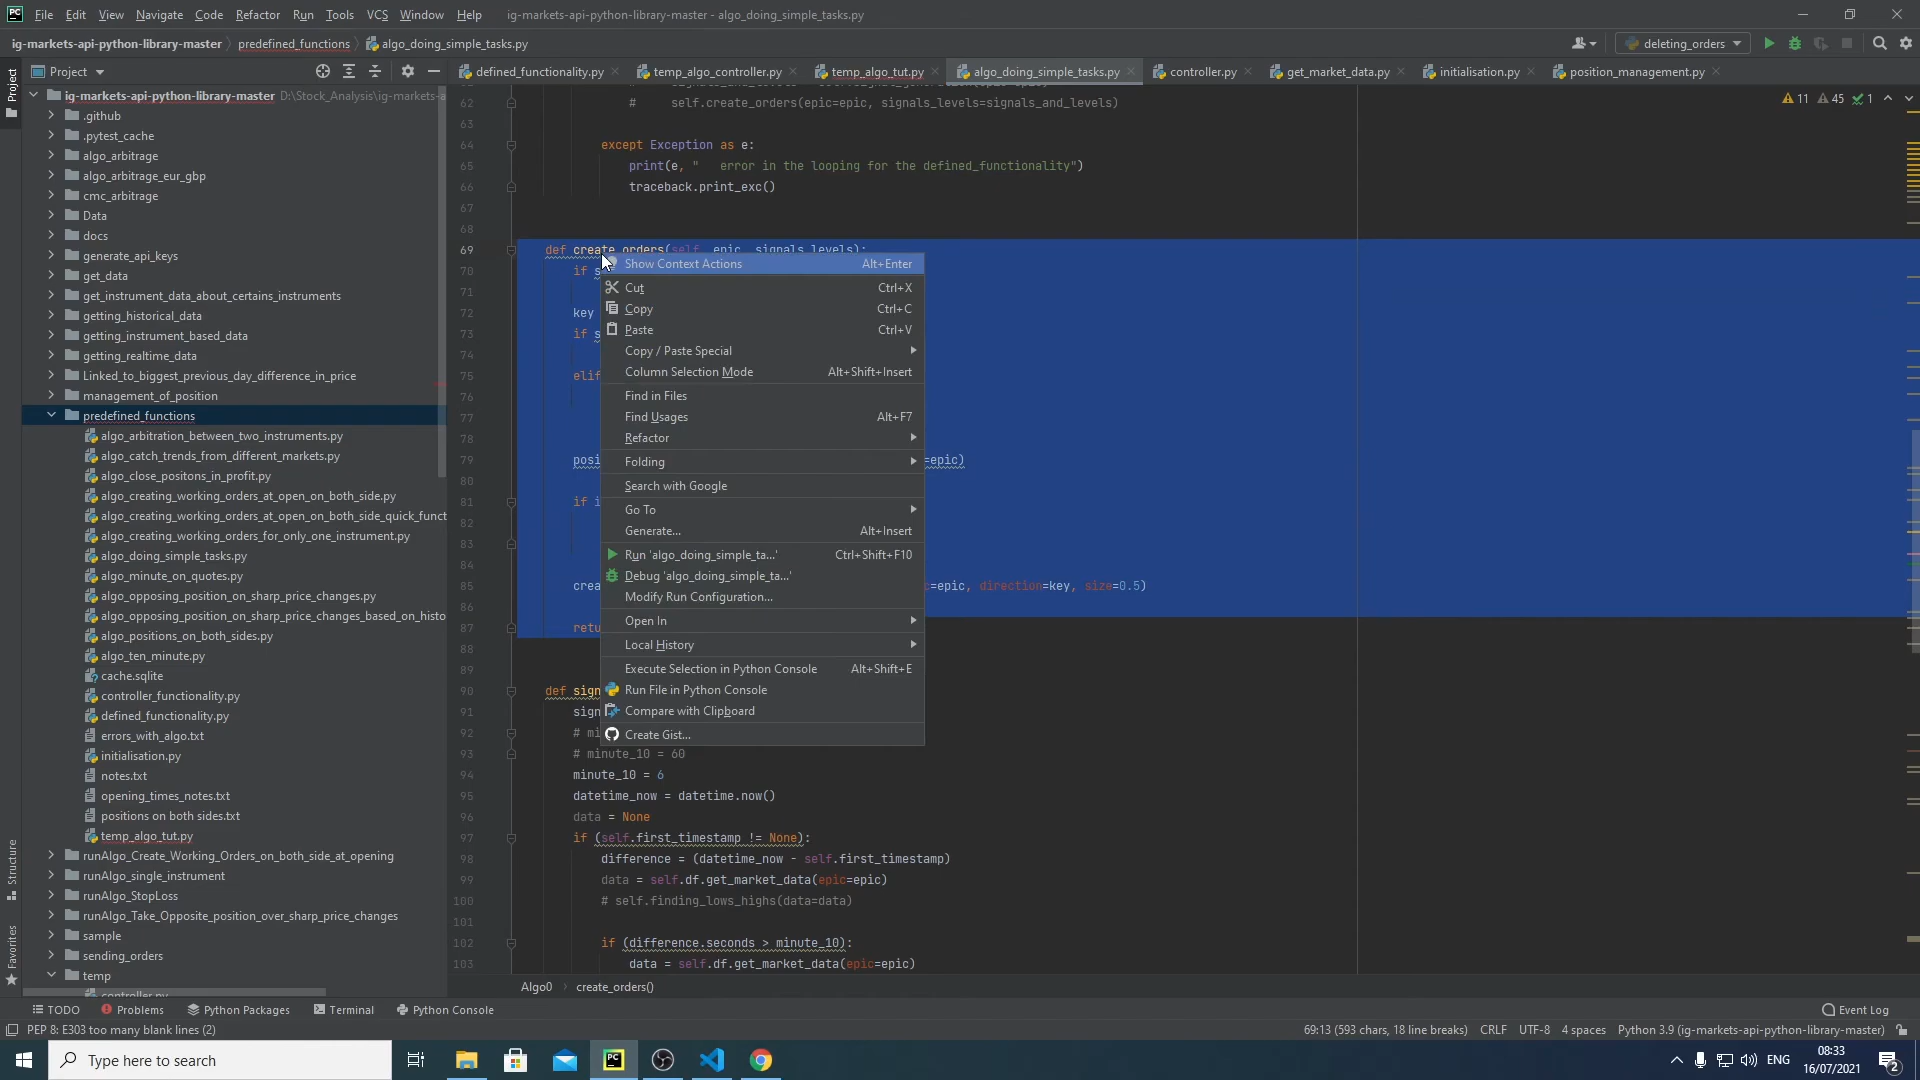 PC File Edit View Navigate Code Refactor Run Tools VCS Window Help ig-markets-api-python-library-master - algo_doing_simple_tasks.py
ig-markets-api-python-library-master predefined_functions algo_doing_simple_tasks.py deleting_orders
Project
Project
defined_functionality.py temp_algo_controller.py temp_algo_tut.py algo_doing_simple_tasks.py controller.py get_market_data.py initialisation.py position_management.py
ig-markets-api-python-library-master D:\Stock_Analysis\ig-markets-a
.github
.pytest_cache
algo_arbitrage
algo_arbitrage_eur_gbp
cmc_arbitrage
Data
docs
generate_api_keys
get_data
get_instrument_data_about_certains_instruments
getting_historical_data
getting_instrument_based_data
getting_realtime_data
Linked_to_biggest_previous_day_difference_in_price
management_of_position
predefined_functions
algo_arbitration_between_two_instruments.py
algo_catch_trends_from_different_markets.py
algo_close_positons_in_profit.py
algo_creating_working_orders_at_open_on_both_side.py
algo_creating_working_orders_at_open_on_both_side_quick_funct
algo_creating_working_orders_for_only_one_instrument.py
algo_doing_simple_tasks.py
algo_minute_on_quotes.py
algo_opposing_position_on_sharp_price_changes.py
algo_opposing_position_on_sharp_price_changes_based_on_histo
algo_positions_on_both_sides.py
algo_ten_minute.py
cache.sqlite
controller_functionality.py
defined_functionality.py
errors_with_algo.txt
initialisation.py
notes.txt
opening_times_notes.txt
positions on both sides.txt
temp_algo_tut.py
runAlgo_Create_Working_Orders_on_both_side_at_opening
runAlgo_single_instrument
runAlgo_StopLoss
runAlgo_Take_Opposite_position_over_sharp_price_changes
sample
sending_orders
temp
controller.py
Structure
Favorites
11 45 1
62 # self.create_orders(epic=epic, signals_levels=signals_and_levels)
63
64 except Exception as e:
65 print(e, " error in the looping for the defined_functionality")
66 traceback.print_exc()
67
68
69 def create_orders(self, epic, signals_levels):
70 if s
71
72 key
73 if s
74
75 elif
76
77
78
79 posi =epic)
80
81 if i
82
83
84
85 crea c=epic, direction=key, size=0.5)
86
87 retu
88
89
90 def sign
91 sign
92 # mi
93 # minute_10 = 60
94 minute_10 = 6
95 datetime_now = datetime.now()
96 data = None
97 if (self.first_timestamp != None):
98 difference = (datetime_now - self.first_timestamp)
99 data = self.df.get_market_data(epic=epic)
100 # self.finding_lows_highs(data=data)
101
102 if (difference.seconds > minute_10):
103 data = self.df.get_market_data(epic=epic)
Show Context Actions Alt+Enter
Cut Ctrl+X
Copy Ctrl+C
Paste Ctrl+V
Copy / Paste Special
Column Selection Mode Alt+Shift+Insert
Find in Files
Find Usages Alt+F7
Refactor
Folding
Search with Google
Go To
Generate... Alt+Insert
Run 'algo_doing_simple_ta...' Ctrl+Shift+F10
Debug 'algo_doing_simple_ta...'
Modify Run Configuration...
Open In
Local History
Execute Selection in Python Console Alt+Shift+E
Run File in Python Console
Compare with Clipboard
Create Gist...
Algo0 create_orders()
TODO Problems Python Packages Terminal Python Console Event Log
PEP 8: E303 too many blank lines (2) 69:13 (593 chars, 18 line breaks) CRLF UTF-8 4 spaces Python 3.9 (ig-markets-api-python-library-master)
Type here to search PC ENG 08:33
16/07/2021 2